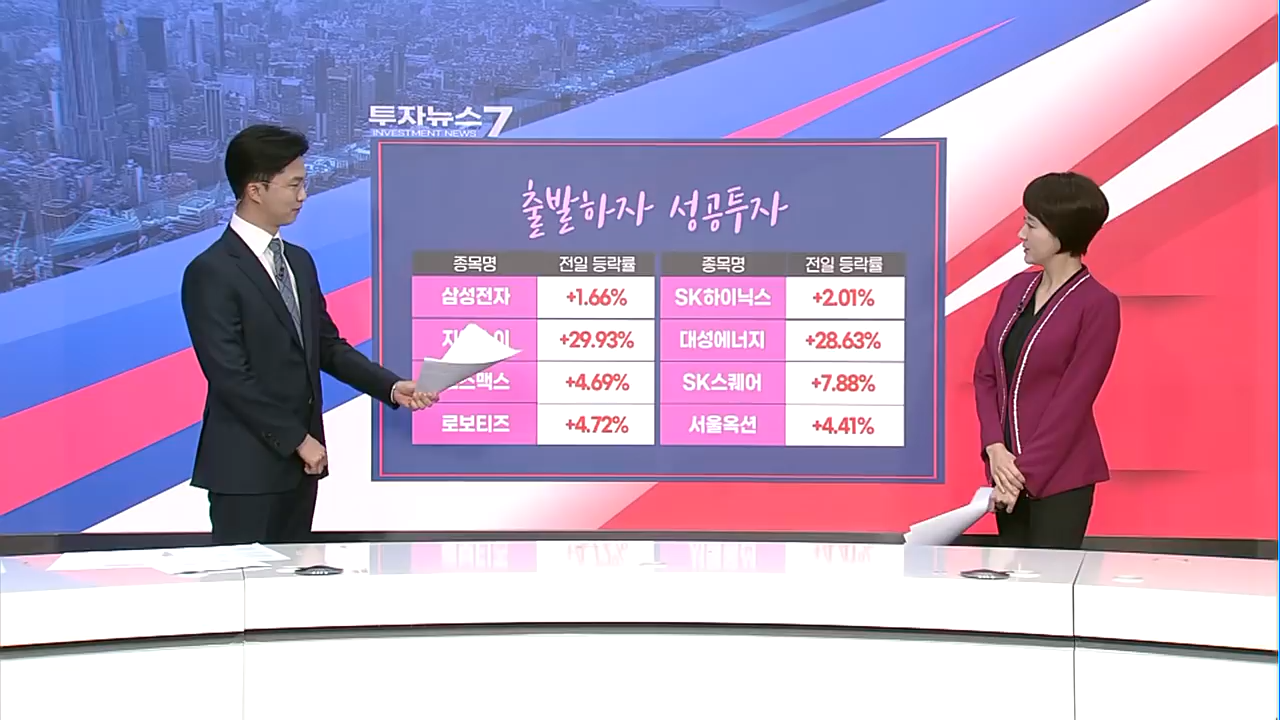 투자뉴스 7
INVESTMENT NEWS
출발하자 성공투자
종목명 전일 등락률 종목명 전일 등락률
삼성전자 +1.66% SK하이닉스 +2.01%
+29.93% 대성에너지 +28.63%
+4.69% SK스퀘어 +7.88%
로보티즈 +4.72% 서울옥션 +4.41%